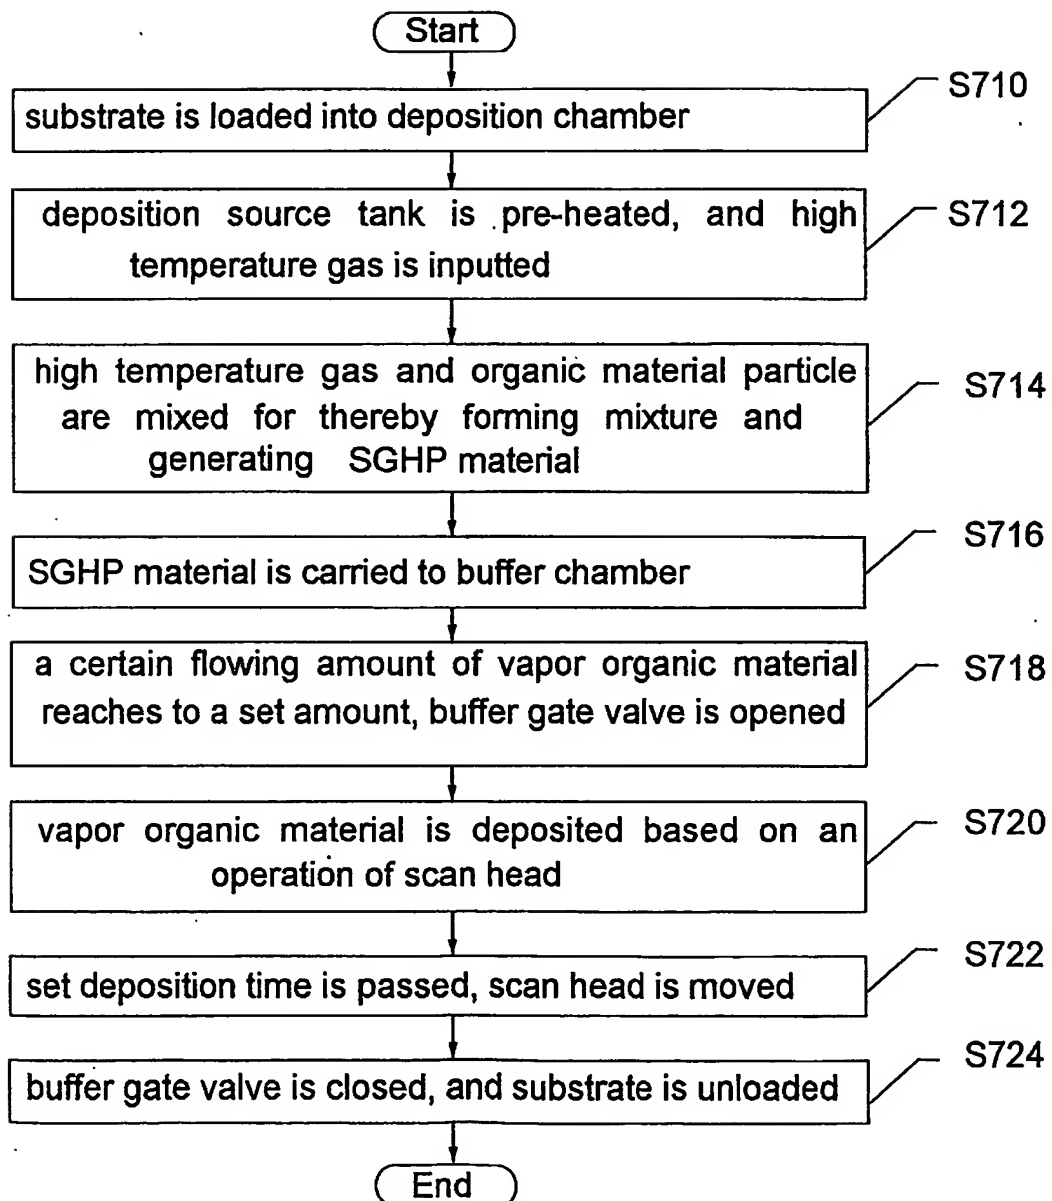 Start
substrate is loaded into deposition chamber
S710
deposition source tank is pre-heated, and high
temperature gas is inputted
S712
high temperature gas and organic material particle
are mixed for thereby forming mixture and
generating SGHP material
S714
SGHP material is carried to buffer chamber
S716
a certain flowing amount of vapor organic material
reaches to a set amount, buffer gate valve is opened
S718
vapor organic material is deposited based on an
operation of scan head
S720
set deposition time is passed, scan head is moved
S722
buffer gate valve is closed, and substrate is unloaded
S724
End